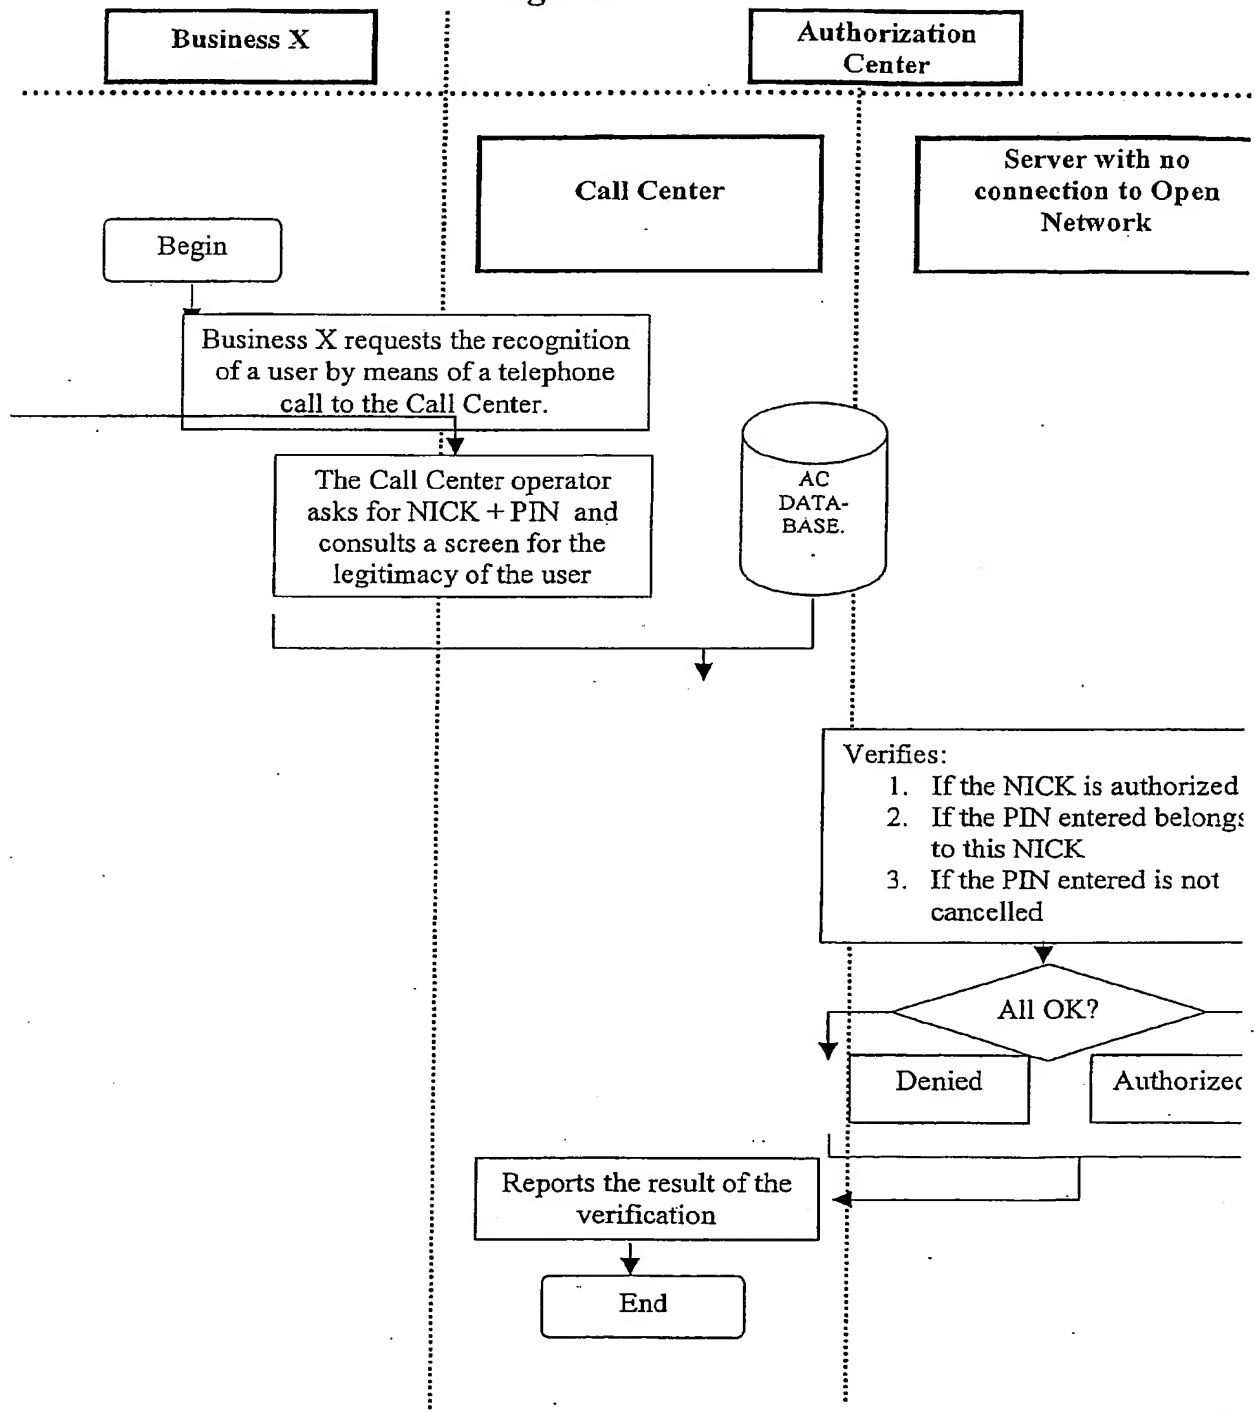 Business X
Authorization
Center
Call Center
Server with no
connection to Open
Network
Begin
Business X requests the recognition
of a user by means of a telephone
call to the Call Center.
The Call Center operator
asks for NICK + PIN and
consults a screen for the
legitimacy of the user
AC
DATA-
BASE.
Verifies:
1. If the NICK is authorized
2. If the PIN entered belongs
to this NICK
3. If the PIN entered is not
cancelled
All OK?
Denied
Authorized
Reports the result of the
verification
End